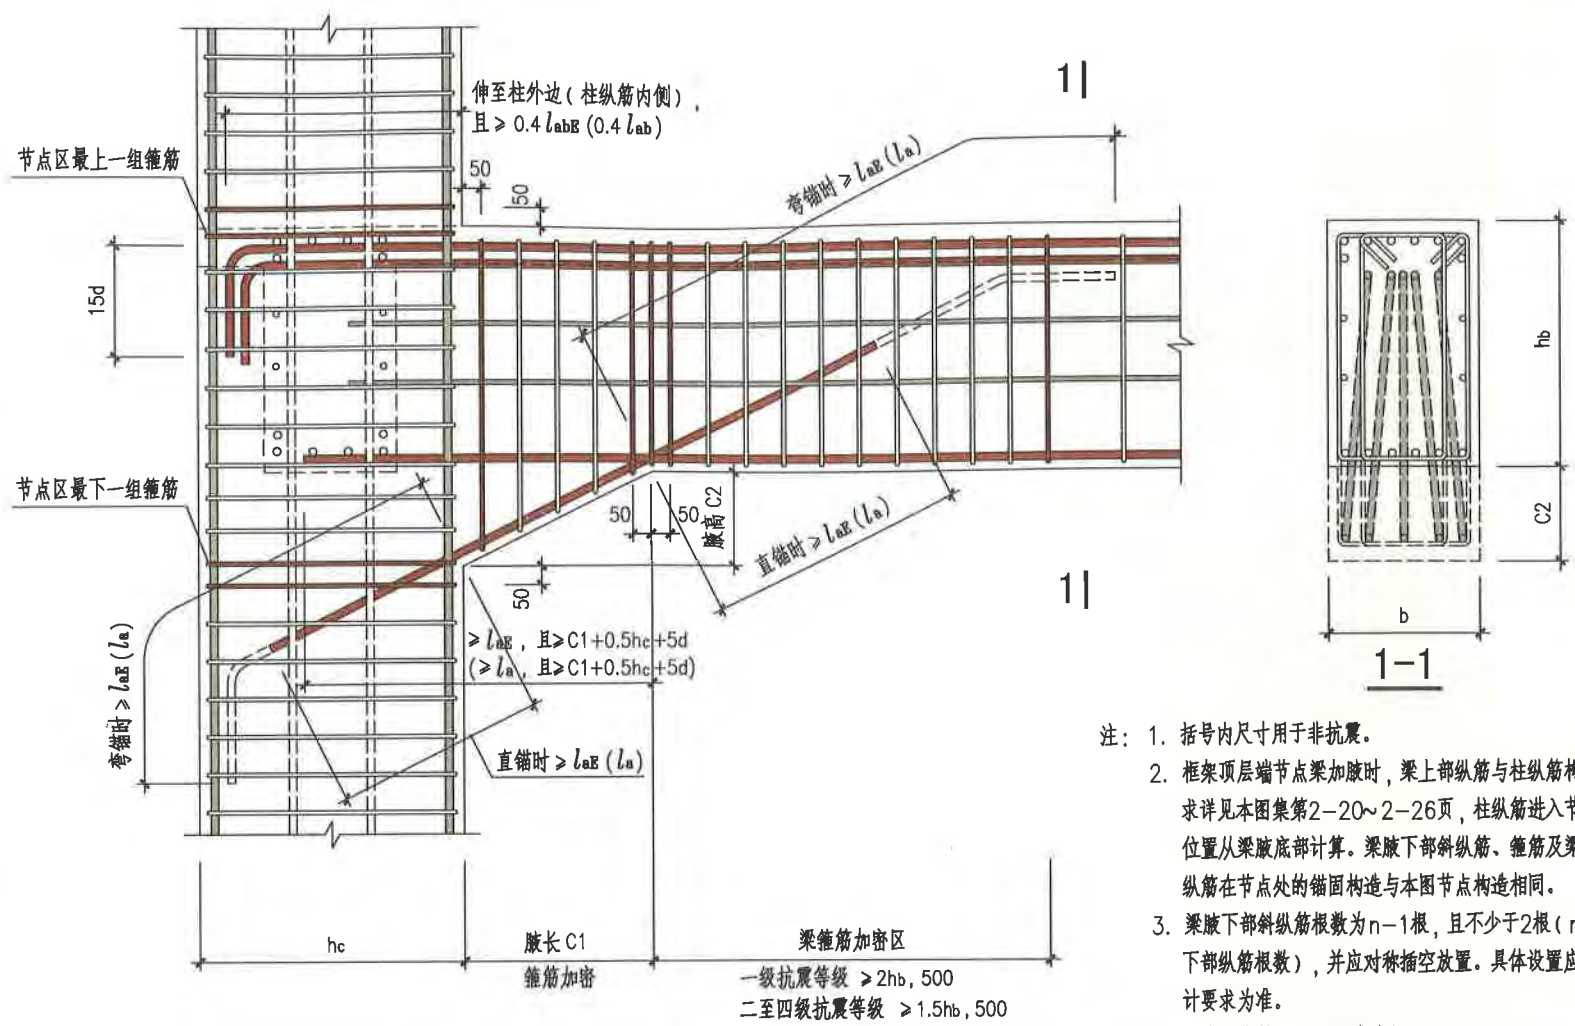 伸至柱外边(柱纵筋内侧),
且≥0.4labE(0.4lab)
1
节点区最上一组箍筋
50
50
弯锚时≥laE(la)
15d
hb
节点区最下一组箍筋
50
50
腋高C2
直锚时≥laE(la)
C2
50
1
b
≥laE,且≥C1+0.5hc+5d
(≥la,且≥C1+0.5hc+5d)
1-1
弯锚时≥laE(la)
直锚时≥laE(la)
注:1. 括号内尺寸用于非抗震。
2. 框架顶层端节点梁加腋时,梁上部纵筋与柱纵筋
求详见本图集第2-20~2-26页,柱纵筋进入节
位置从梁腋底部计算。梁腋下部斜纵筋、箍筋及梁
纵筋在节点处的锚固构造与本图节点构造相同。
3. 梁腋下部斜纵筋根数为n-1根,且不少于2根(n
下部纵筋根数),并应对称插空放置。具体设置应
计要求为准。
hc
腋长C1
梁箍筋加密区
箍筋加密
一级抗震等级 ≥2hb,500
二至四级抗震等级 ≥1.5hb,500